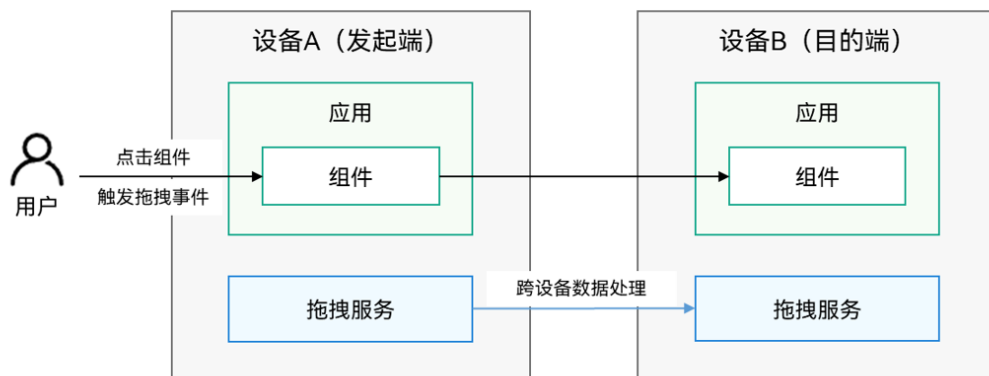 设备A（发起端）
设备B（目的端）
应用
应用
点击组件
组件
组件
触发拖拽事件
用户
跨设备数据处理
拖拽服务
拖拽服务